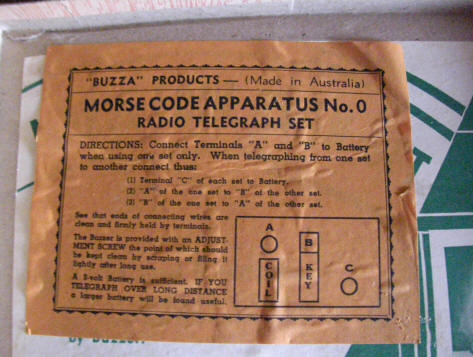 "BUZZA" PRODUCTS — (Made in Australia)
MORSE CODE APPARATUS No. 0
RADIO TELEGRAPH SET
DIRECTIONS: Connect Terminals "A" and "B" to Battery
when using one set only. When telegraphing from one set
to another connect thus:
(1) Terminal "C" of each set to Battery.
(2) "A" of the one set to "B" of the other set.
(3) "B" of the one set to "A" of the other set.
See that ends of connecting wires are
clean and firmly held by terminals.
The Buzzer is provided with an ADJUST-
MENT SCREW the point of which should
be kept clean by scraping or filing it
lightly after long use.
A 3-volt Battery is sufficient. IF YOU
TELEGRAPH OVER LONG DISTANCE
a larger battery will be found useful.
A
B
C
COIL
KEY
by Buzzer.